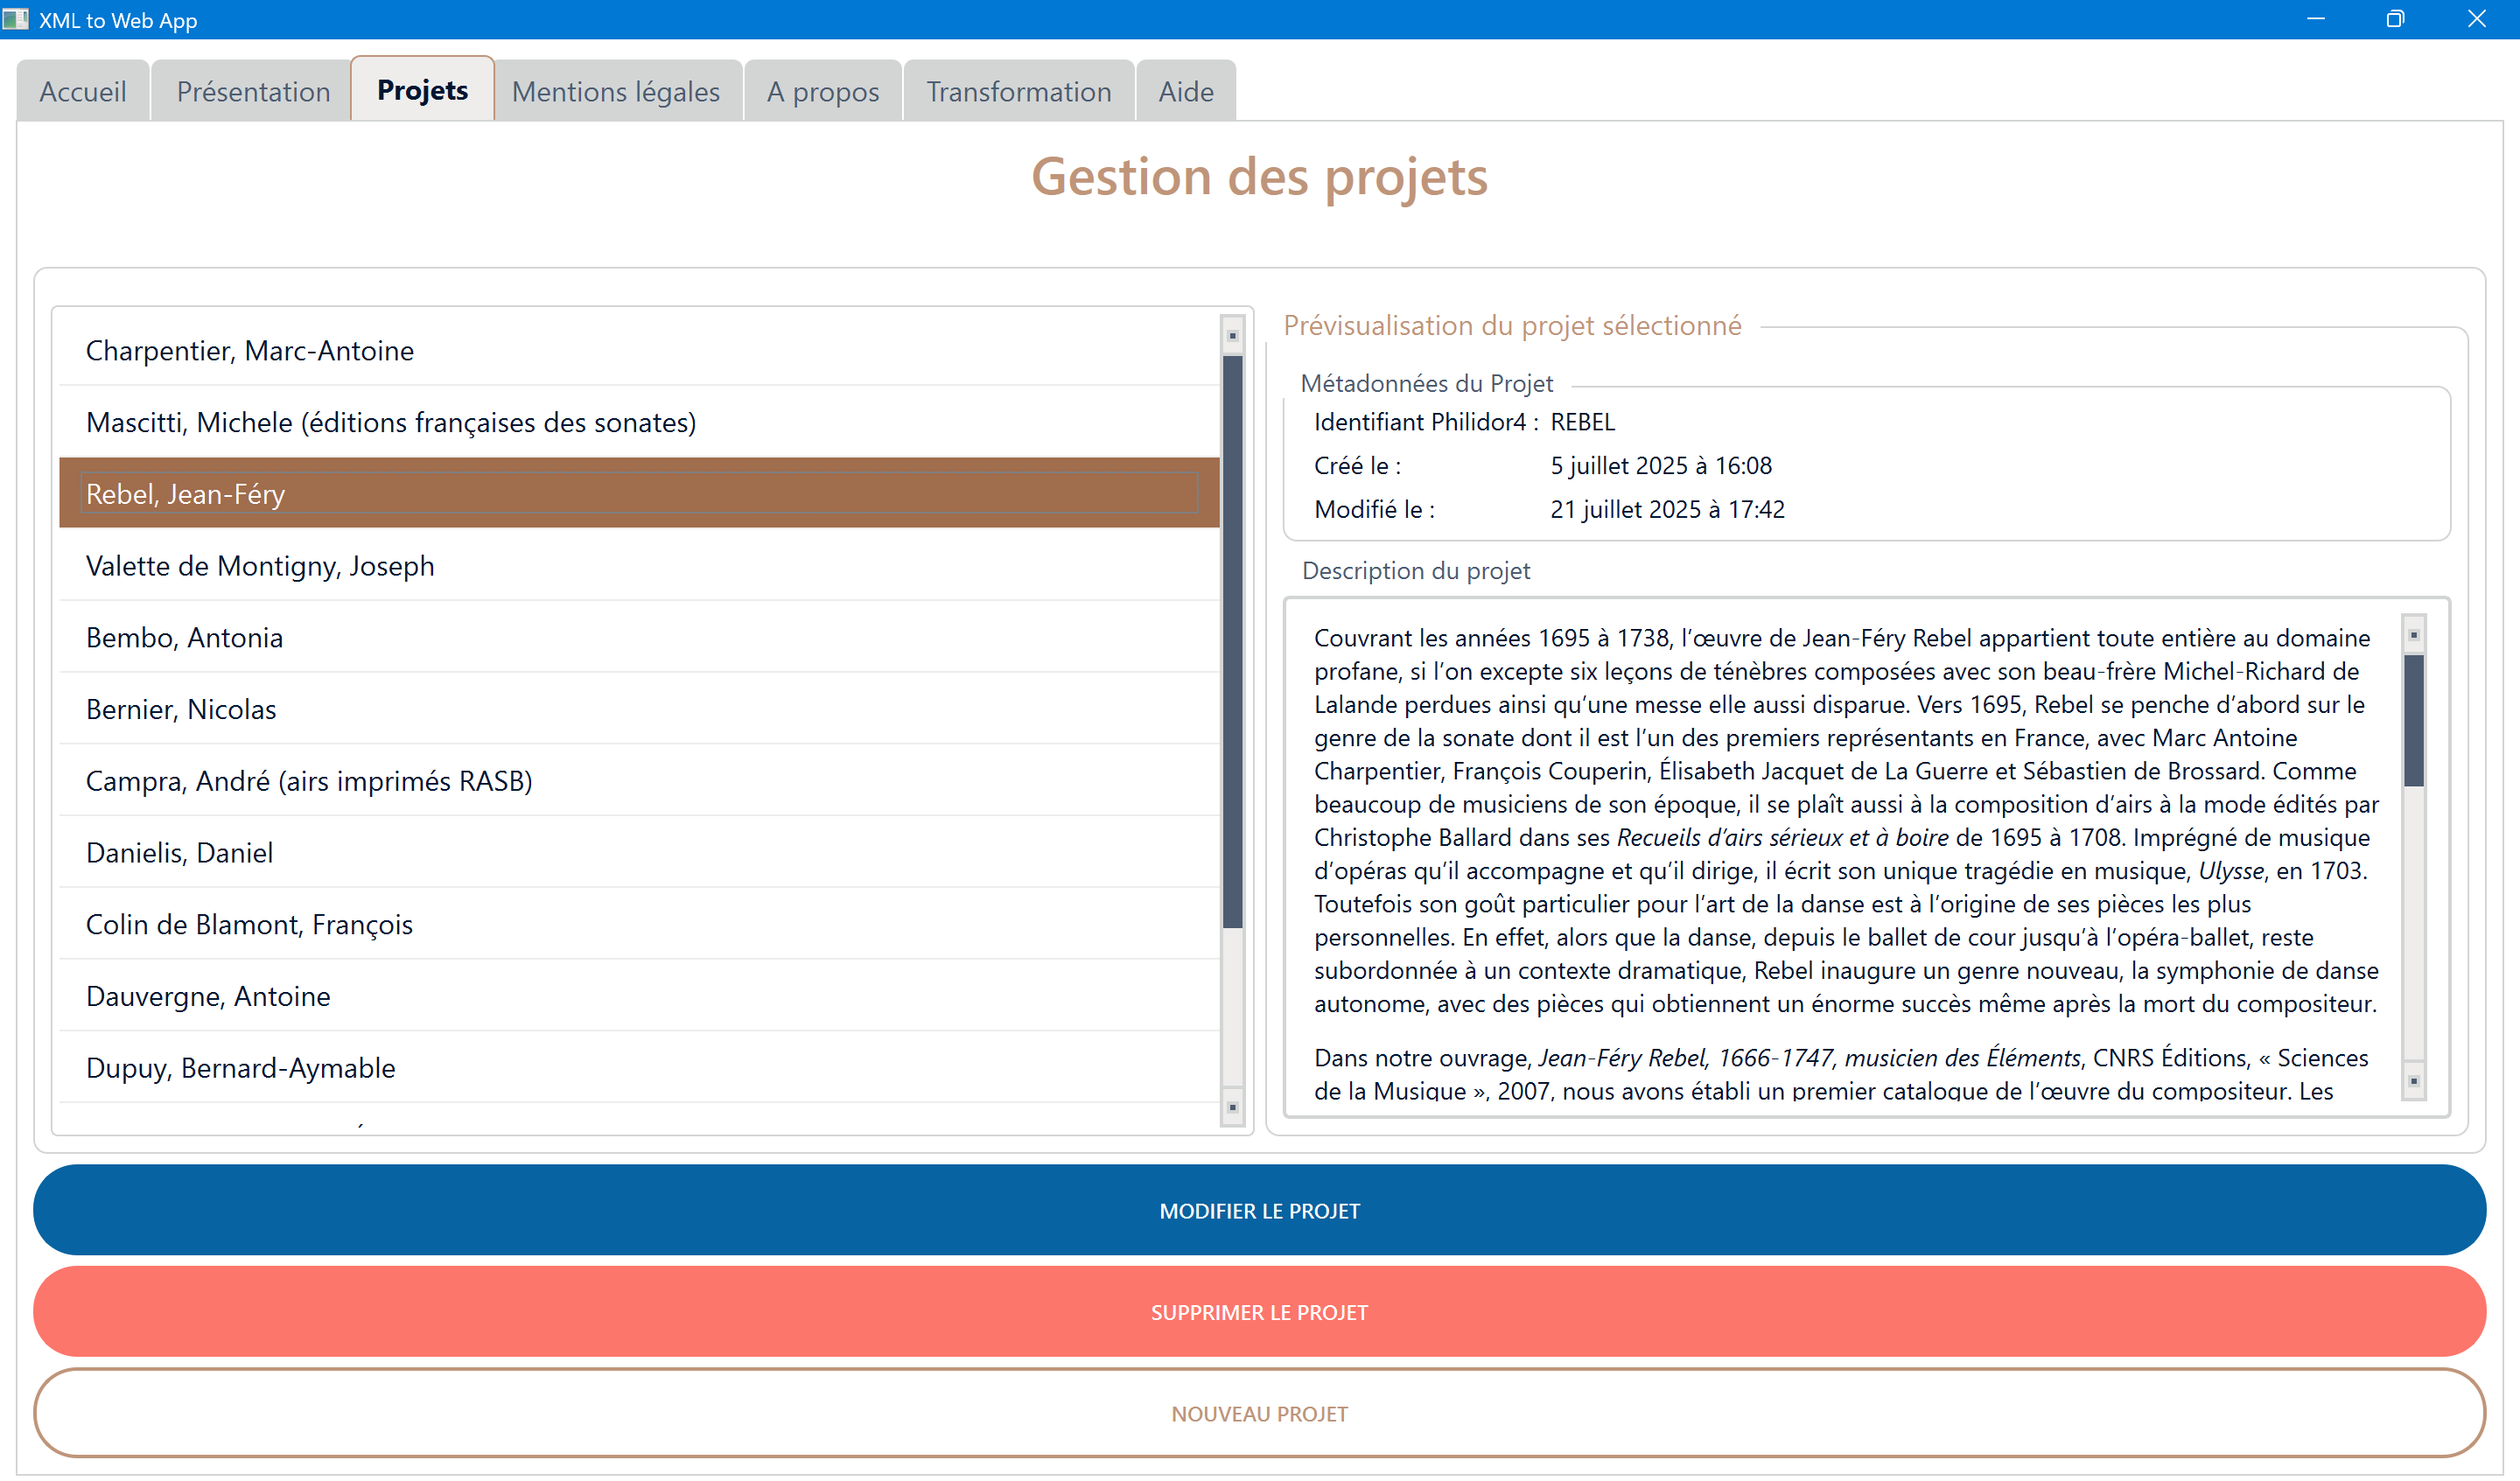 XML to Web App
Accueil
Présentation
Projets
Mentions légales
A propos
Transformation
Aide
Gestion des projets
Charpentier, Marc-Antoine
Mascitti, Michele (éditions françaises des sonates)
Rebel, Jean-Féry
Valette de Montigny, Joseph
Bembo, Antonia
Bernier, Nicolas
Campra, André (airs imprimés RASB)
Danielis, Daniel
Colin de Blamont, François
Dauvergne, Antoine
Dupuy, Bernard-Aymable
Prévisualisation du projet sélectionné
Métadonnées du Projet
Identifiant Philidor4 : REBEL
Créé le : 5 juillet 2025 à 16:08
Modifié le : 21 juillet 2025 à 17:42
Description du projet
Couvrant les années 1695 à 1738, l’œuvre de Jean-Féry Rebel appartient toute entière au domaine
profane, si l’on excepte six leçons de ténèbres composées avec son beau-frère Michel-Richard de
Lalande perdues ainsi qu’une messe elle aussi disparue. Vers 1695, Rebel se penche d’abord sur le
genre de la sonate dont il est l’un des premiers représentants en France, avec Marc Antoine
Charpentier, François Couperin, Élisabeth Jacquet de La Guerre et Sébastien de Brossard. Comme
beaucoup de musiciens de son époque, il se plaît aussi à la composition d’airs à la mode édités par
Christophe Ballard dans ses Recueils d’airs sérieux et à boire de 1695 à 1708. Imprégné de musique
d’opéras qu’il accompagne et qu’il dirige, il écrit son unique tragédie en musique, Ulysse, en 1703.
Toutefois son goût particulier pour l’art de la danse est à l’origine de ses pièces les plus
personnelles. En effet, alors que la danse, depuis le ballet de cour jusqu’à l’opéra-ballet, reste
subordonnée à un contexte dramatique, Rebel inaugure un genre nouveau, la symphonie de danse
autonome, avec des pièces qui obtiennent un énorme succès même après la mort du compositeur.
Dans notre ouvrage, Jean-Féry Rebel, 1666-1747, musicien des Éléments, CNRS Éditions, « Sciences
de la Musique », 2007, nous avons établi un premier catalogue de l’œuvre du compositeur. Les
MODIFIER LE PROJET
SUPPRIMER LE PROJET
NOUVEAU PROJET